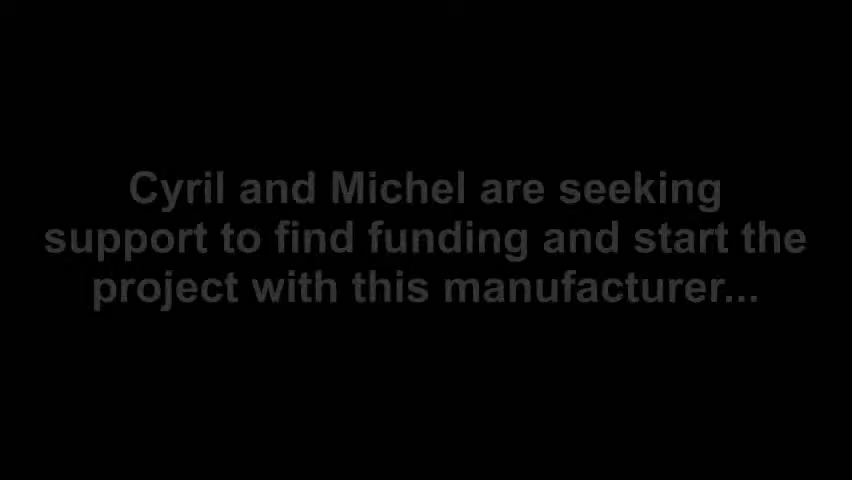 Cyril and Michel are seeking
support to find funding and start the
project with this manufacturer...